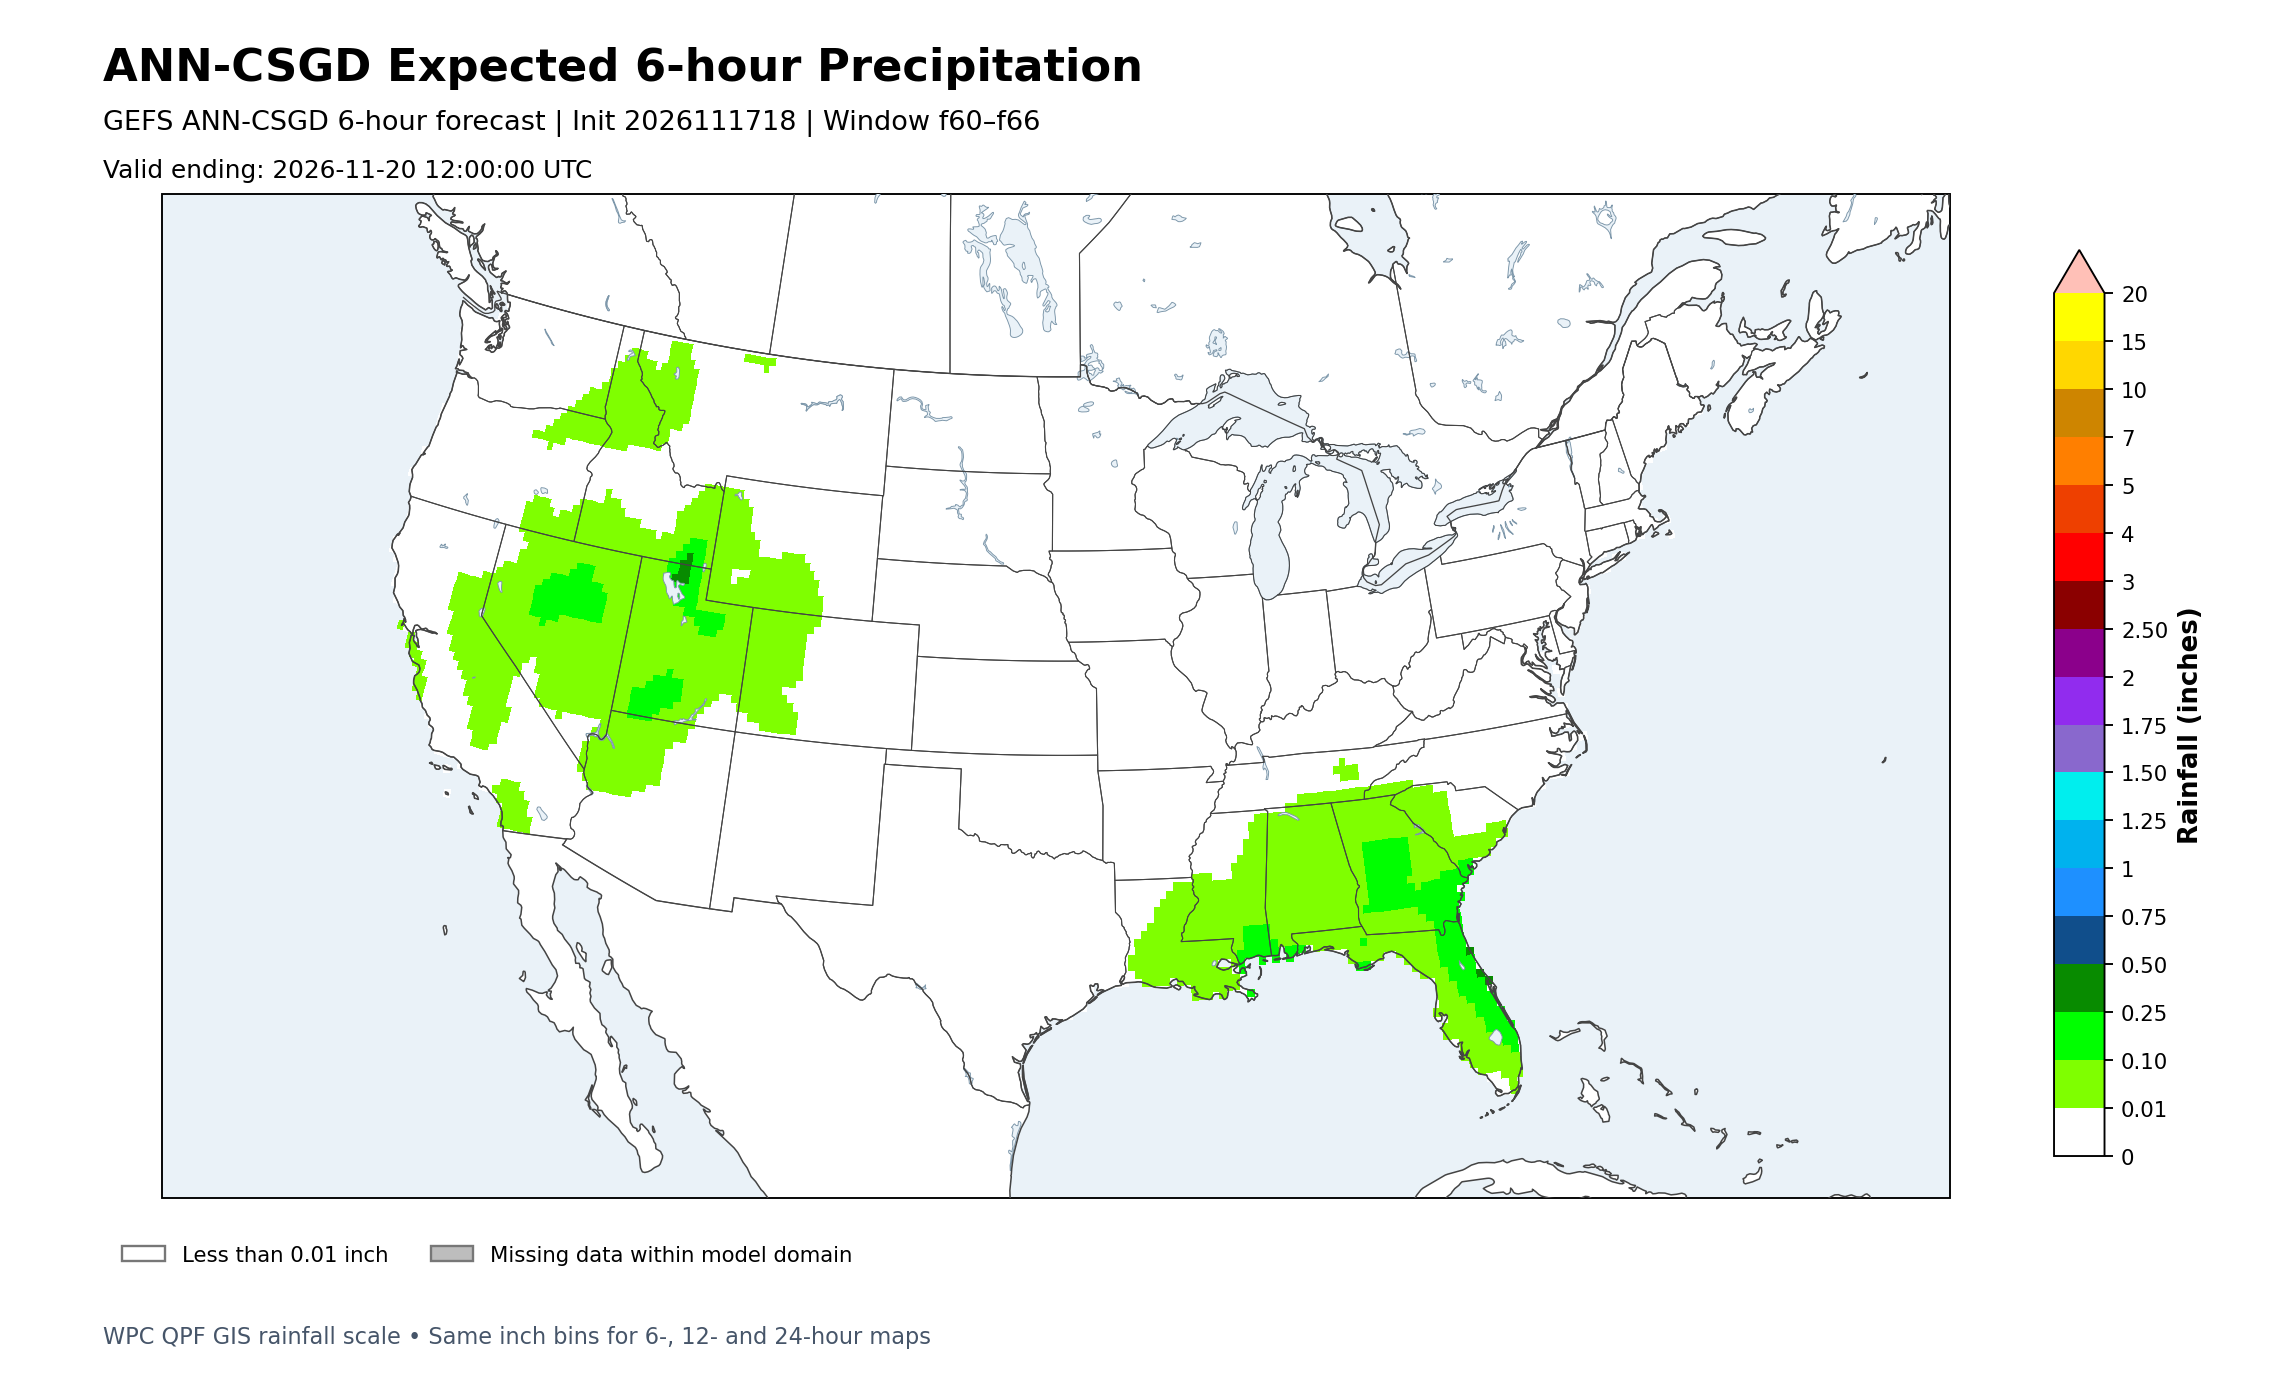 ANN-CSGD Expected 6-hour Precipitation
GEFS ANN-CSGD 6-hour forecast | Init 2026111718 | Window f60–f66
Valid ending: 2026-11-20 12:00:00 UTC
20
15
10
7
5
4
3
2.50
2
1.75
1.50
1.25
1
0.75
0.50
0.25
0.10
0.01
0
Rainfall (inches)
Less than 0.01 inch
Missing data within model domain
WPC QPF GIS rainfall scale • Same inch bins for 6-, 12- and 24-hour maps